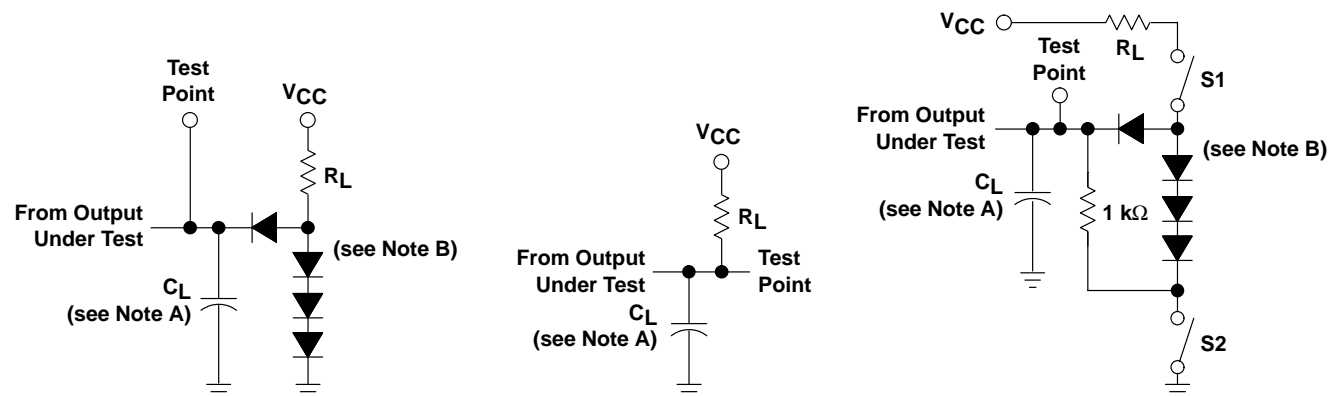 Test
Point
VCC
RL
From Output
Under Test
(see Note B)
CL
(see Note A)
VCC
RL
From Output
Under Test
Test
Point
CL
(see Note A)
VCC
RL
Test
Point
S1
From Output
Under Test
(see Note B)
CL
(see Note A)
1 kΩ
S2